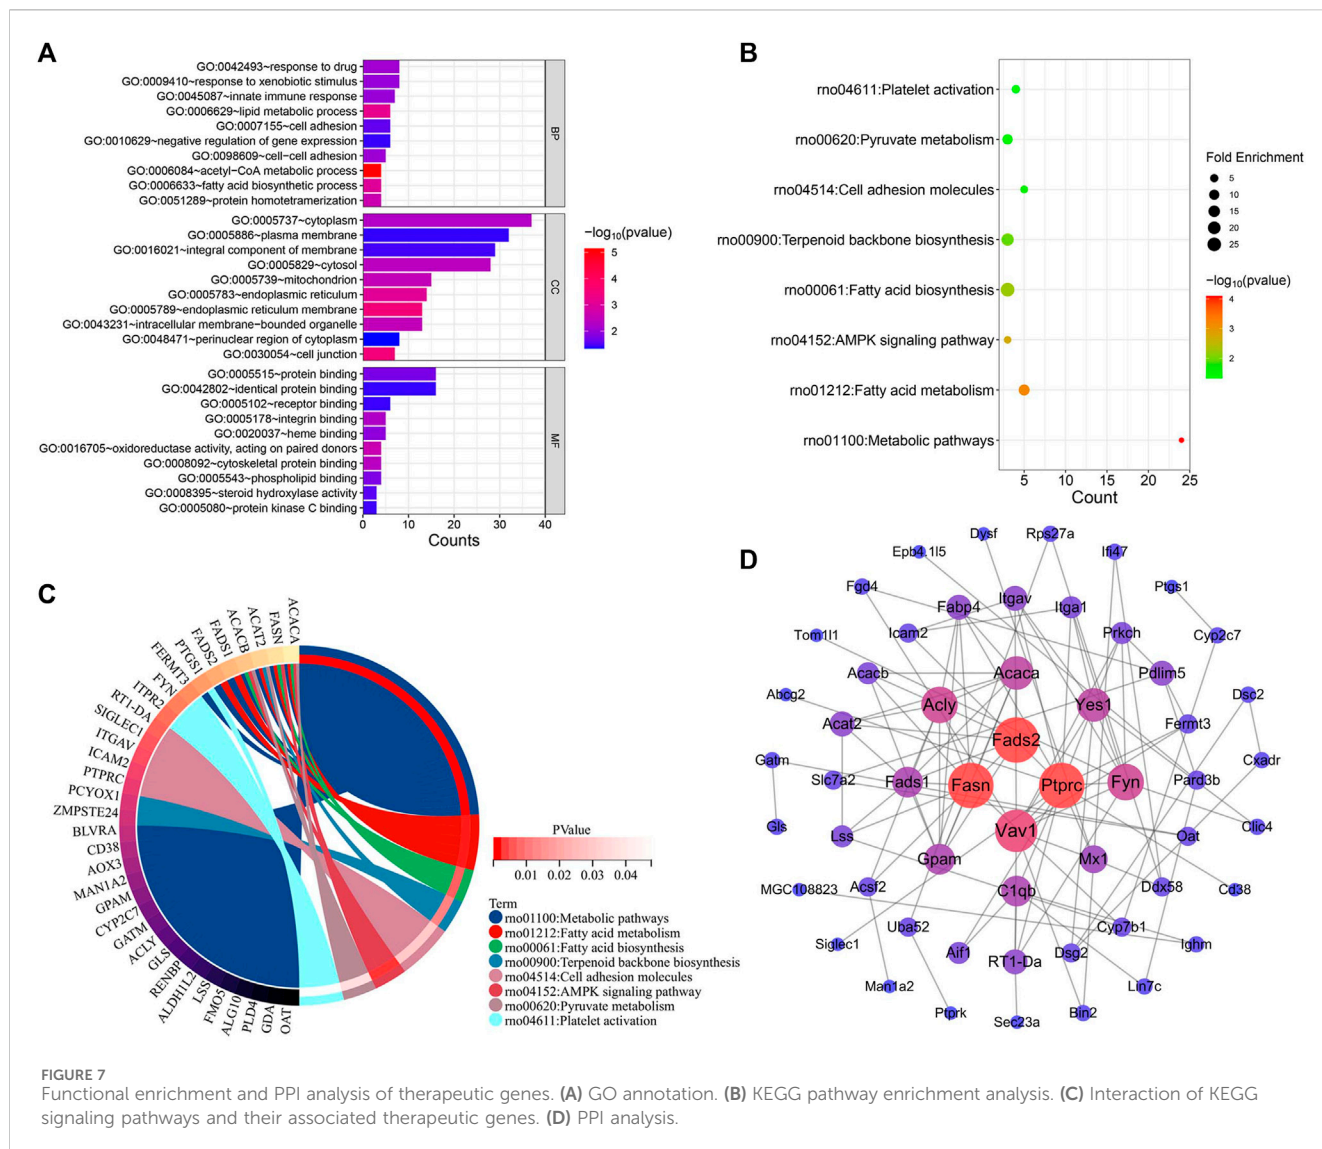 A
GO:0042493~response to drug
GO:0009410~response to xenobiotic stimulus
GO:0045087~innate immune response
GO:0006629~lipid metabolic process
GO:0007155~cell adhesion
GO:0010629~negative regulation of gene expression
GO:0098609~cell−cell adhesion
GO:0006084~acetyl−CoA metabolic process
GO:0006633~fatty acid biosynthetic process
GO:0051289~protein homotetramerization
BP
GO:0005737~cytoplasm
GO:0005886~plasma membrane
GO:0016021~integral component of membrane
GO:0005829~cytosol
GO:0005739~mitochondrion
GO:0005783~endoplasmic reticulum
GO:0005789~endoplasmic reticulum membrane
GO:0043231~intracellular membrane−bounded organelle
GO:0048471~perinuclear region of cytoplasm
GO:0030054~cell junction
CC
GO:0005515~protein binding
GO:0042802~identical protein binding
GO:0005102~receptor binding
GO:0005178~integrin binding
GO:0020037~heme binding
GO:0016705~oxidoreductase activity, acting on paired donors
GO:0008092~cytoskeletal protein binding
GO:0005543~phospholipid binding
GO:0008395~steroid hydroxylase activity
GO:0005080~protein kinase C binding
MF
0 10 20 30 40
Counts
−log10(pvalue)
5
4
3
2
B
rno04611:Platelet activation
rno00620:Pyruvate metabolism
rno04514:Cell adhesion molecules
rno00900:Terpenoid backbone biosynthesis
rno00061:Fatty acid biosynthesis
rno04152:AMPK signaling pathway
rno01212:Fatty acid metabolism
rno01100:Metabolic pathways
5 10 15 20 25
Count
Fold Enrichment
5
10
15
20
25
−log10(pvalue)
4
3
2
C
ACACA
FASN
ACAT2
ACACB
FADS1
FADS2
PTGS1
FERMT3
FYN
ITPR2
RT1-DA
SIGLEC1
ITGAV
ICAM2
PTPRC
PCYOX1
ZMPSTE24
BLVRA
CD38
AOX3
MAN1A2
GPAM
CYP2C7
GATM
ACLY
GLS
RENBP
ALDH1L2
LSS
FMO5
ALG10
PLD4
GDA
OAT
PValue
0.01 0.02 0.03 0.04
Term
rno01100:Metabolic pathways
rno01212:Fatty acid metabolism
rno00061:Fatty acid biosynthesis
rno00900:Terpenoid backbone biosynthesis
rno04514:Cell adhesion molecules
rno04152:AMPK signaling pathway
rno00620:Pyruvate metabolism
rno04611:Platelet activation
D
Dysf
Rps27a
Epb4.1l5
Ifi47
Fgd4
Ptgs1
Fabp4
Itgav
Itga1
Tom1l1
Icam2
Prkch
Cyp2c7
Acacb
Acaca
Pdlim5
Abcg2
Acly
Yes1
Dsc2
Acat2
Fermt3
Fads2
Gatm
Cxadr
Slc7a2
Fads1
Fasn
Ptprc
Fyn
Pard3b
Gls
Lss
Vav1
Oat
Clic4
Gpam
Mx1
MGC108823
Acsf2
C1qb
Ddx58
Cd38
Uba52
Cyp7b1
Siglec1
Aif1
RT1-Da
Dsg2
Ighm
Man1a2
Lin7c
Ptprk
Sec23a
Bin2
FIGURE 7
Functional enrichment and PPI analysis of therapeutic genes. (A) GO annotation. (B) KEGG pathway enrichment analysis. (C) Interaction of KEGG
signaling pathways and their associated therapeutic genes. (D) PPI analysis.